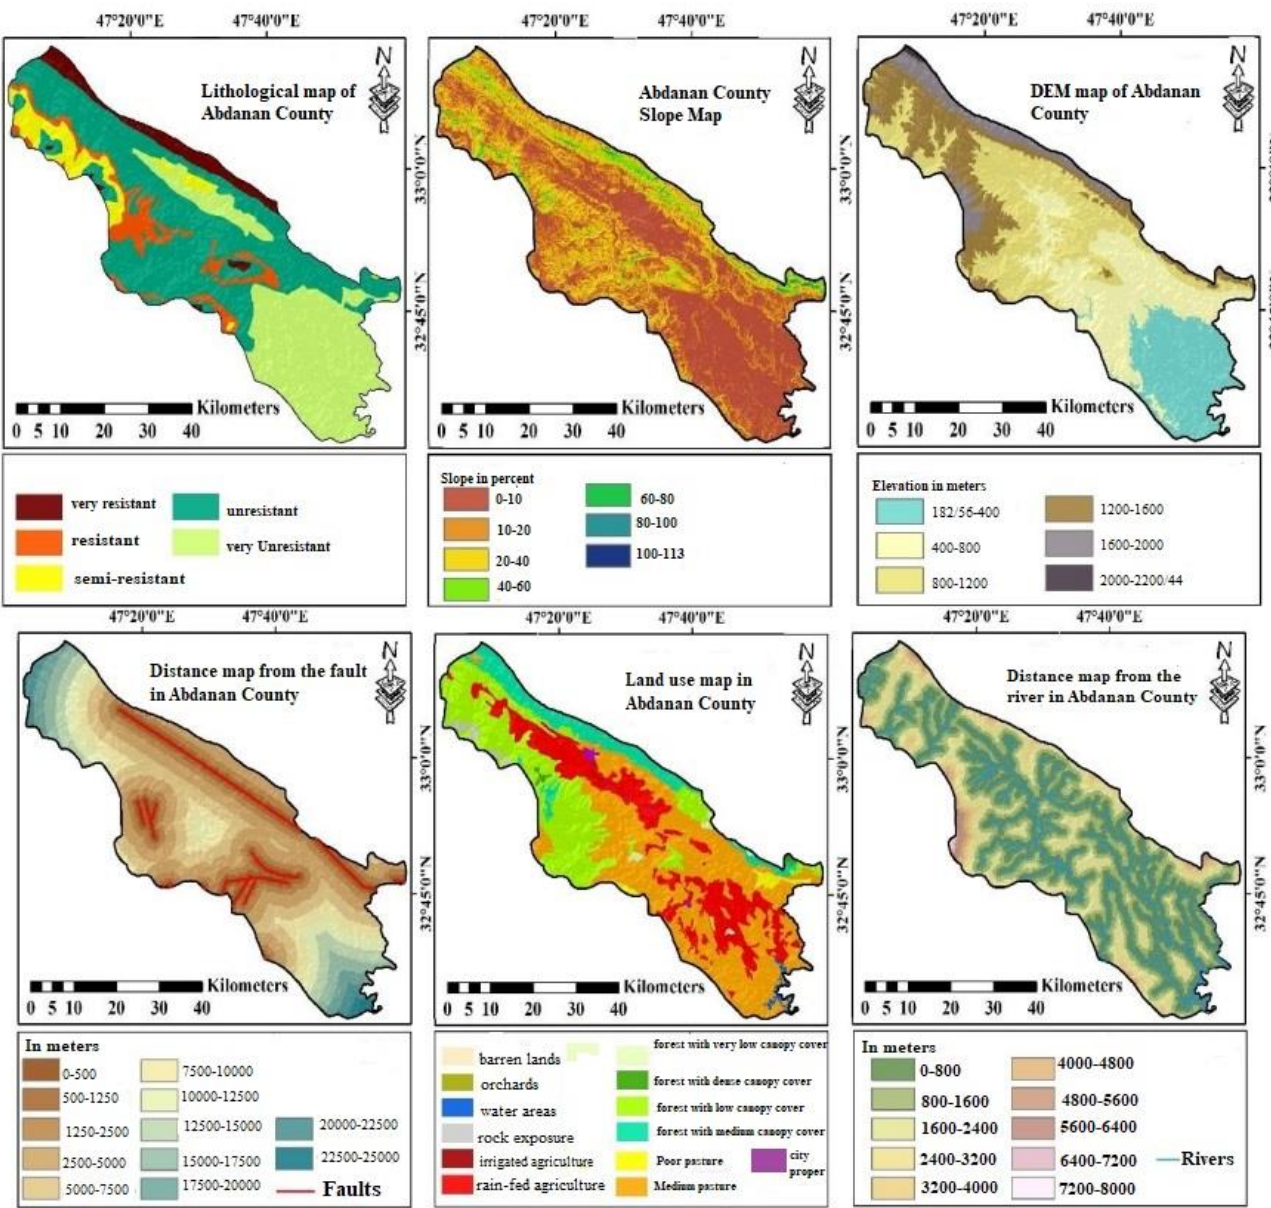 47°20'0"E 47°40'0"E
Lithological map of
Abdanan County
N
33°0'0"N
32°45'0"N
Kilometers
0 5 10 20 30 40
very resistant
unresistant
resistant
very Unresistant
semi-resistant
47°20'0"E 47°40'0"E
Abdanan County
Slope Map
N
33°0'0"N
32°45'0"N
Kilometers
0 5 10 20 30 40
Slope in percent
0-10
10-20
20-40
40-60
60-80
80-100
100-113
47°20'0"E 47°40'0"E
DEM map of Abdanan
County
N
Kilometers
0 5 10 20 30 40
Elevation in meters
182/56-400
400-800
800-1200
1200-1600
1600-2000
2000-2200/44
47°20'0"E 47°40'0"E
Distance map from the fault
in Abdanan County
N
33°0'0"N
32°45'0"N
Kilometers
0 5 10 20 30 40
In meters
0-500
500-1250
1250-2500
2500-5000
5000-7500
7500-10000
10000-12500
12500-15000
15000-17500
17500-20000
20000-22500
22500-25000
Faults
47°20'0"E 47°40'0"E
Land use map in
Abdanan County
N
33°0'0"N
32°45'0"N
Kilometers
0 5 10 20 30 40
barren lands
orchards
water areas
rock exposure
irrigated agriculture
rain-fed agriculture
forest with very low canopy cover
forest with dense canopy cover
forest with low canopy cover
forest with medium canopy cover
Poor pasture
Medium pasture
city
proper
47°20'0"E 47°40'0"E
Distance map from the
river in Abdanan County
N
33°0'0"N
32°45'0"N
Kilometers
0 5 10 20 30 40
In meters
0-800
800-1600
1600-2400
2400-3200
3200-4000
4000-4800
4800-5600
5600-6400
6400-7200
7200-8000
Rivers